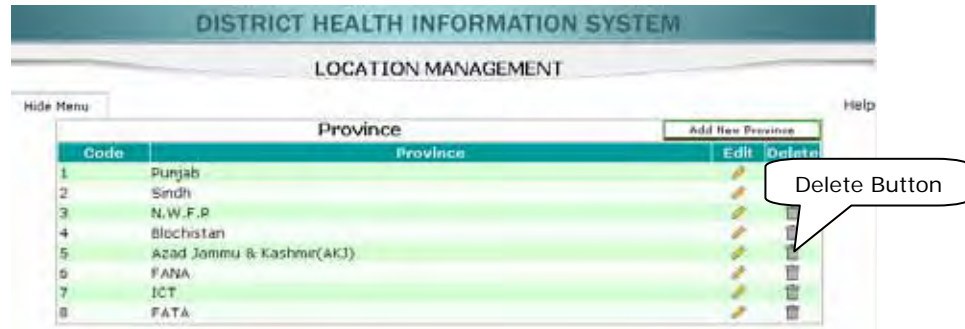 DISTRICT HEALTH INFORMATION SYSTEM
LOCATION MANAGEMENT
Hide Menu Help
Province Add New Province
Code Province Edit Delete
1 Punjab
2 Sindh
3 N.W.F.P
4 Blochistan
5 Azad Jammu & Kashmir(AKJ)
6 FANA
7 ICT
8 FATA
Delete Button